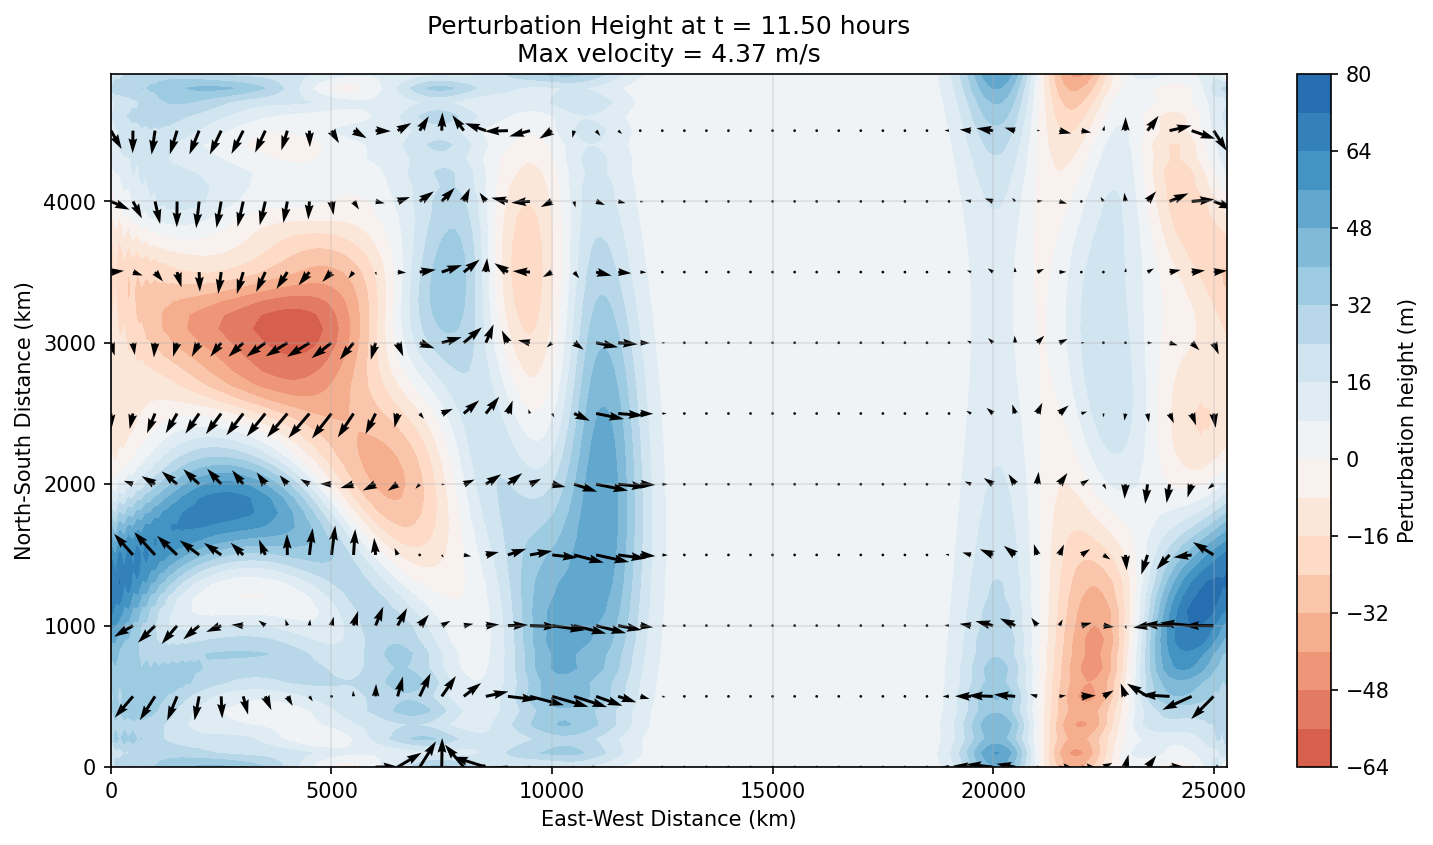 Perturbation Height at t = 11.50 hours
Max velocity = 4.37 m/s
North-South Distance (km)
4000
3000
2000
1000
0
0 5000 10000 15000 20000 25000
East-West Distance (km)
80
64
48
32
16
0
−16
−32
−48
−64
Perturbation height (m)